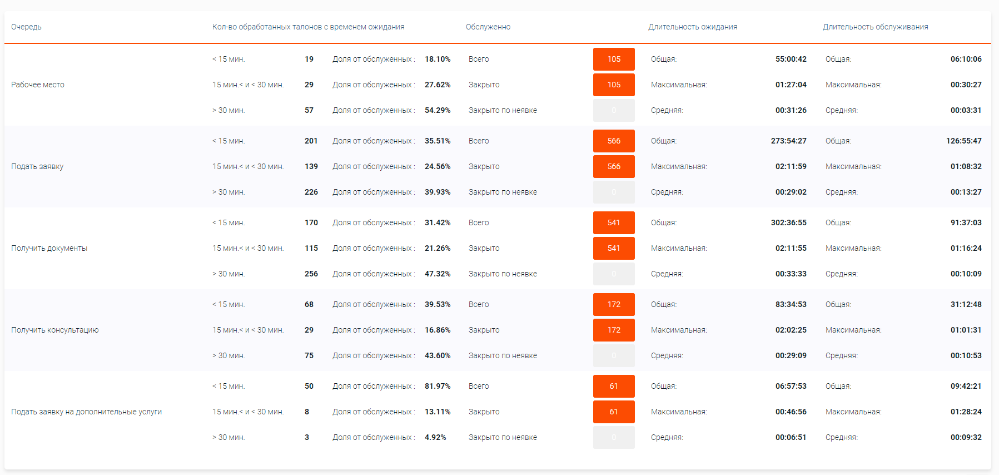 Очередь Кол-во обработанных талонов с временем ожидания Обслуженно Длительность ожидания Длительность обслуживания
< 15 мин. 19 Доля от обслуженных : 18.10% Всего 105 Общая: 55:00:42 Общая: 06:10:06
Рабочее место 15 мин.< и < 30 мин. 29 Доля от обслуженных : 27.62% Закрыто 105 Максимальная: 01:27:04 Максимальная: 00:30:27
> 30 мин. 57 Доля от обслуженных : 54.29% Закрыто по неявке 0 Средняя: 00:31:26 Средняя: 00:03:31
< 15 мин. 201 Доля от обслуженных : 35.51% Всего 566 Общая: 273:54:27 Общая: 126:55:47
Подать заявку 15 мин.< и < 30 мин. 139 Доля от обслуженных : 24.56% Закрыто 566 Максимальная: 02:11:59 Максимальная: 01:08:32
> 30 мин. 226 Доля от обслуженных : 39.93% Закрыто по неявке 0 Средняя: 00:29:02 Средняя: 00:13:27
< 15 мин. 170 Доля от обслуженных : 31.42% Всего 541 Общая: 302:36:55 Общая: 91:37:03
Получить документы 15 мин.< и < 30 мин. 115 Доля от обслуженных : 21.26% Закрыто 541 Максимальная: 02:11:55 Максимальная: 01:16:24
> 30 мин. 256 Доля от обслуженных : 47.32% Закрыто по неявке 0 Средняя: 00:33:33 Средняя: 00:10:09
< 15 мин. 68 Доля от обслуженных : 39.53% Всего 172 Общая: 83:34:53 Общая: 31:12:48
Получить консультацию 15 мин.< и < 30 мин. 29 Доля от обслуженных : 16.86% Закрыто 172 Максимальная: 02:02:25 Максимальная: 01:01:31
> 30 мин. 75 Доля от обслуженных : 43.60% Закрыто по неявке 0 Средняя: 00:29:09 Средняя: 00:10:53
< 15 мин. 50 Доля от обслуженных : 81.97% Всего 61 Общая: 06:57:53 Общая: 09:42:21
Подать заявку на дополнительные услуги 15 мин.< и < 30 мин. 8 Доля от обслуженных : 13.11% Закрыто 61 Максимальная: 00:46:56 Максимальная: 01:28:24
> 30 мин. 3 Доля от обслуженных : 4.92% Закрыто по неявке 0 Средняя: 00:06:51 Средняя: 00:09:32